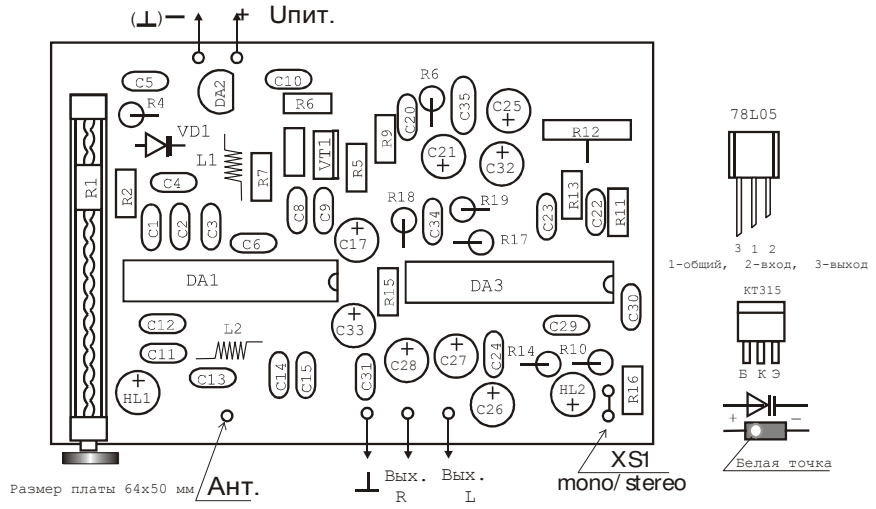 (⊥) − + Uпит.
C5 DA2 C10
R4 R6 R6 C20 C35 C25
VD1 L1 R7 VT1 R5 R9 C21 C32 R12
R1 R2 C4
C1 C2 C3 C6 C8 C9 C17 R18 C34 R19 R17 C23 R13 C22 R11
DA1 R15 DA3 C30
C12 L2 C33 C29
C11 C13 C14 C15 C31 C28 C27 C24 R14 R10
HL1 C26 HL2 R16
Размер платы 64x50 мм
Ант.
⊥ Вых. Вых.
R L
XS1
mono/ stereo
78L05
3 1 2
1-общий, 2-вход, 3-выход
КТ315
Б К Э
+ −
Белая точка